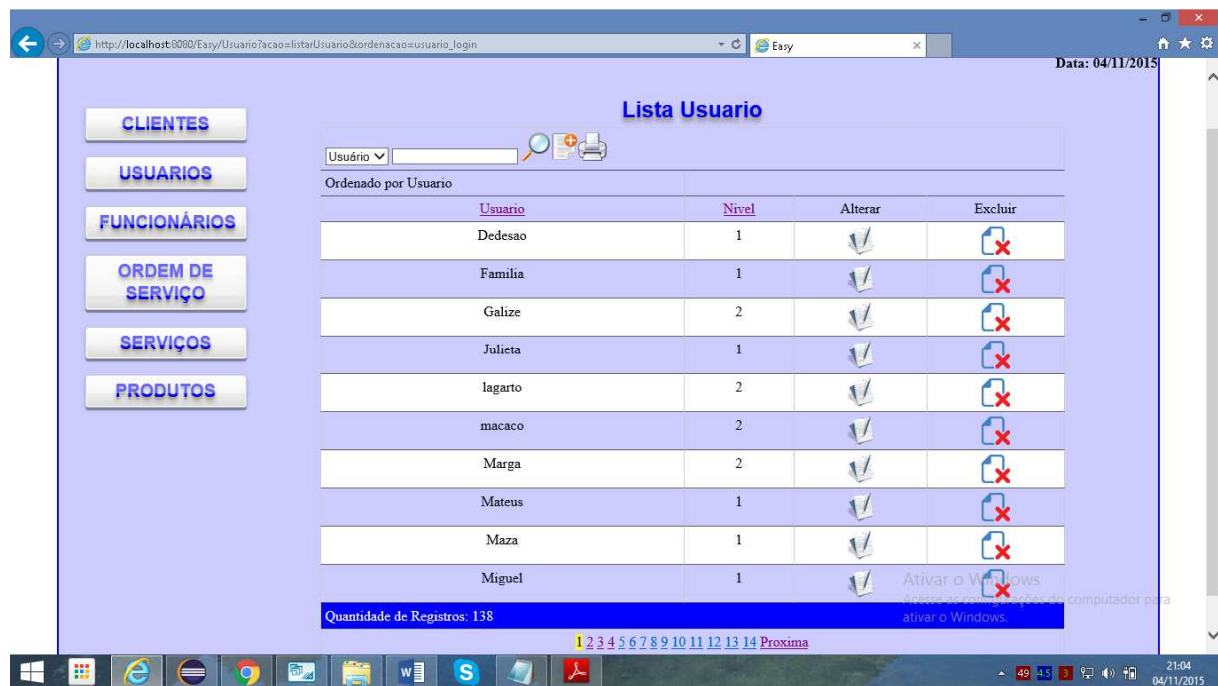 http://localhost:8080/Easy/Usuario?acao=listarUsuario&ordenacao=usuario_login
Easy
Data: 04/11/2015
CLIENTES
USUARIOS
FUNCIONÁRIOS
ORDEM DE
SERVIÇO
SERVIÇOS
PRODUTOS
Lista Usuario
Usuário
Ordenado por Usuario
Usuario Nivel Alterar Excluir
Dedesao 1
Familia 1
Galize 2
Julieta 1
lagarto 2
macaco 2
Marga 2
Mateus 1
Maza 1
Miguel 1
Quantidade de Registros: 138
1 2 3 4 5 6 7 8 9 10 11 12 13 14 Proxima
Ativar o Windows
Acesse as configurações do computador para
ativar o Windows.
49 4.5 3
21:04
04/11/2015